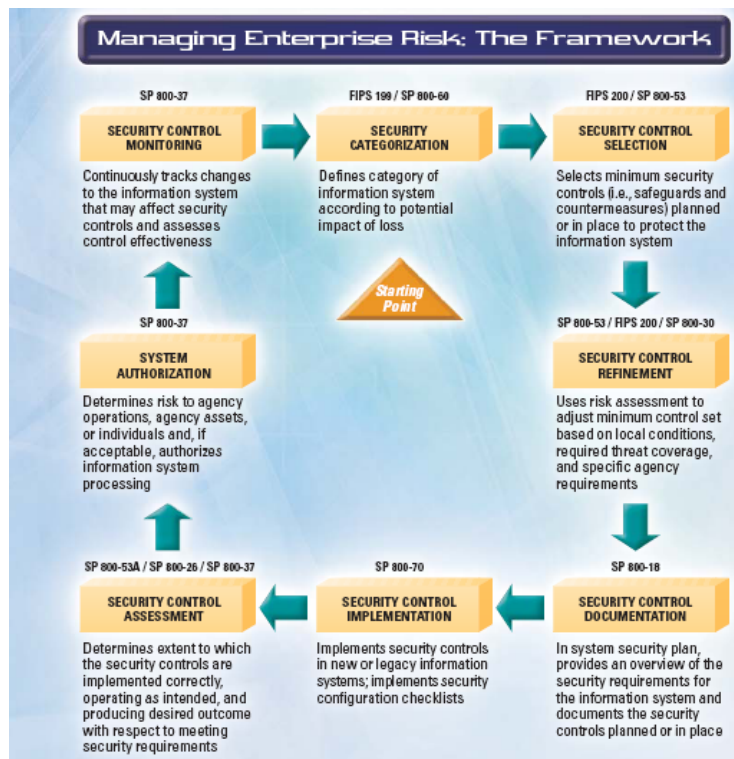 Managing Enterprise Risk: The Framework
SP 800-37
SECURITY CONTROL
MONITORING
Continuously tracks changes
to the information system
that may affect security
controls and assesses
control effectiveness
FIPS 199 / SP 800-60
SECURITY
CATEGORIZATION
Defines category of
information system
according to potential
impact of loss
FIPS 200 / SP 800-53
SECURITY CONTROL
SELECTION
Selects minimum security
controls (i.e., safeguards and
countermeasures) planned
or in place to protect the
information system
Starting
Point
SP 800-37
SYSTEM
AUTHORIZATION
Determines risk to agency
operations, agency assets,
or individuals and, if
acceptable, authorizes
information system
processing
SP 800-53 / FIPS 200 / SP 800-30
SECURITY CONTROL
REFINEMENT
Uses risk assessment to
adjust minimum control set
based on local conditions,
required threat coverage,
and specific agency
requirements
SP 800-53A / SP 800-26 / SP 800-37
SECURITY CONTROL
ASSESSMENT
Determines extent to which
the security controls are
implemented correctly,
operating as intended, and
producing desired outcome
with respect to meeting
security requirements
SP 800-70
SECURITY CONTROL
IMPLEMENTATION
Implements security controls
in new or legacy information
systems; implements security
configuration checklists
SP 800-18
SECURITY CONTROL
DOCUMENTATION
In system security plan,
provides an overview of the
security requirements for
the information system and
documents the security
controls planned or in place